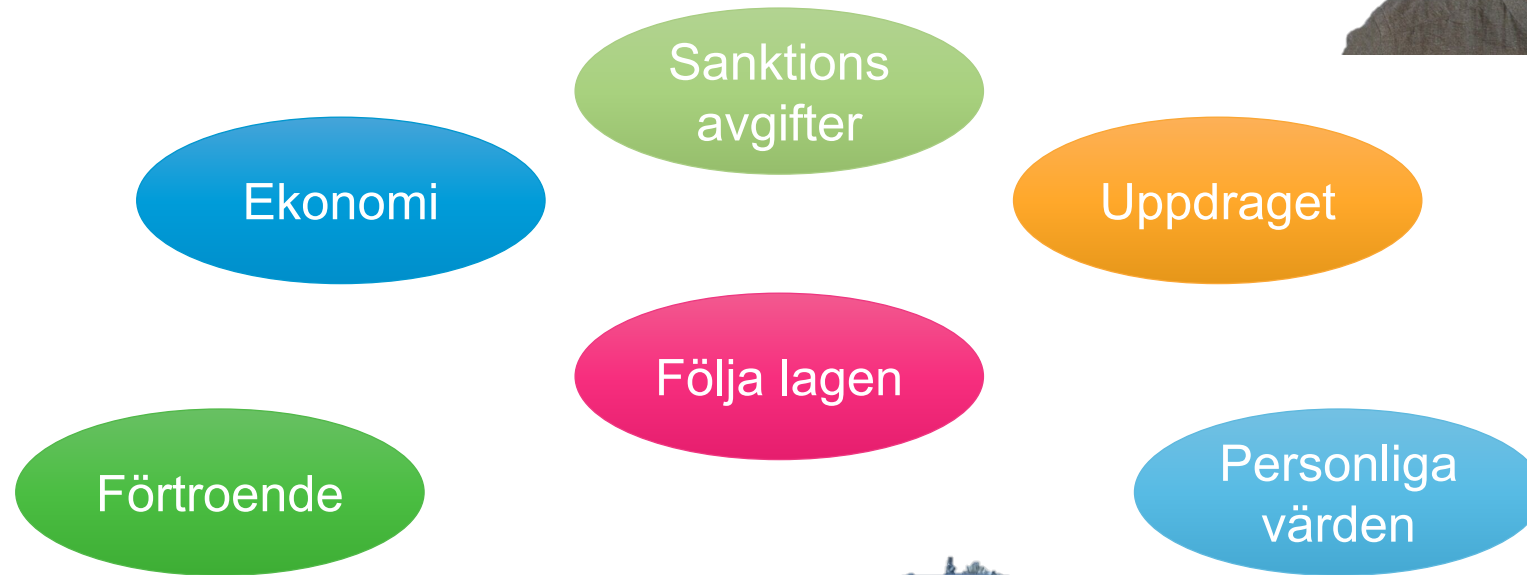 Sanktions
avgifter
Ekonomi
Uppdraget
Följa lagen
Förtroende
Personliga
värden